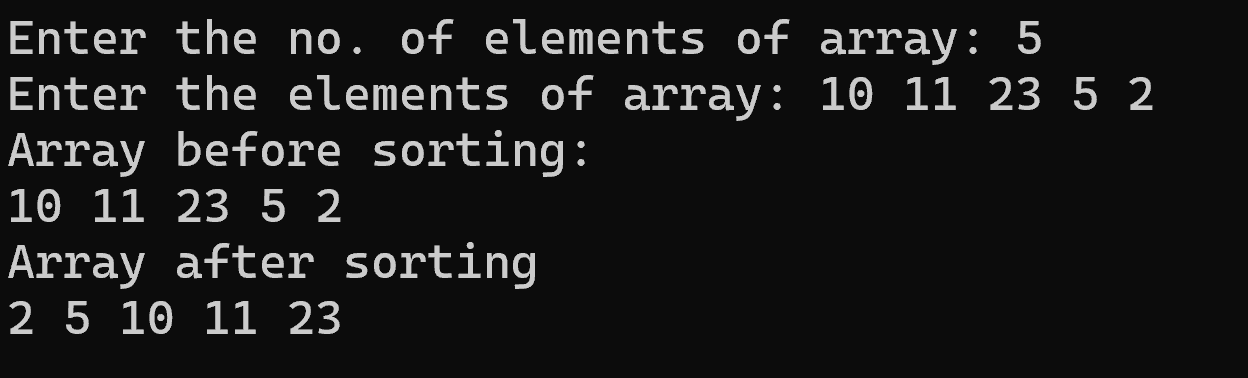 Enter the no. of elements of array: 5
Enter the elements of array: 10 11 23 5 2
Array before sorting:
10 11 23 5 2
Array after sorting
2 5 10 11 23